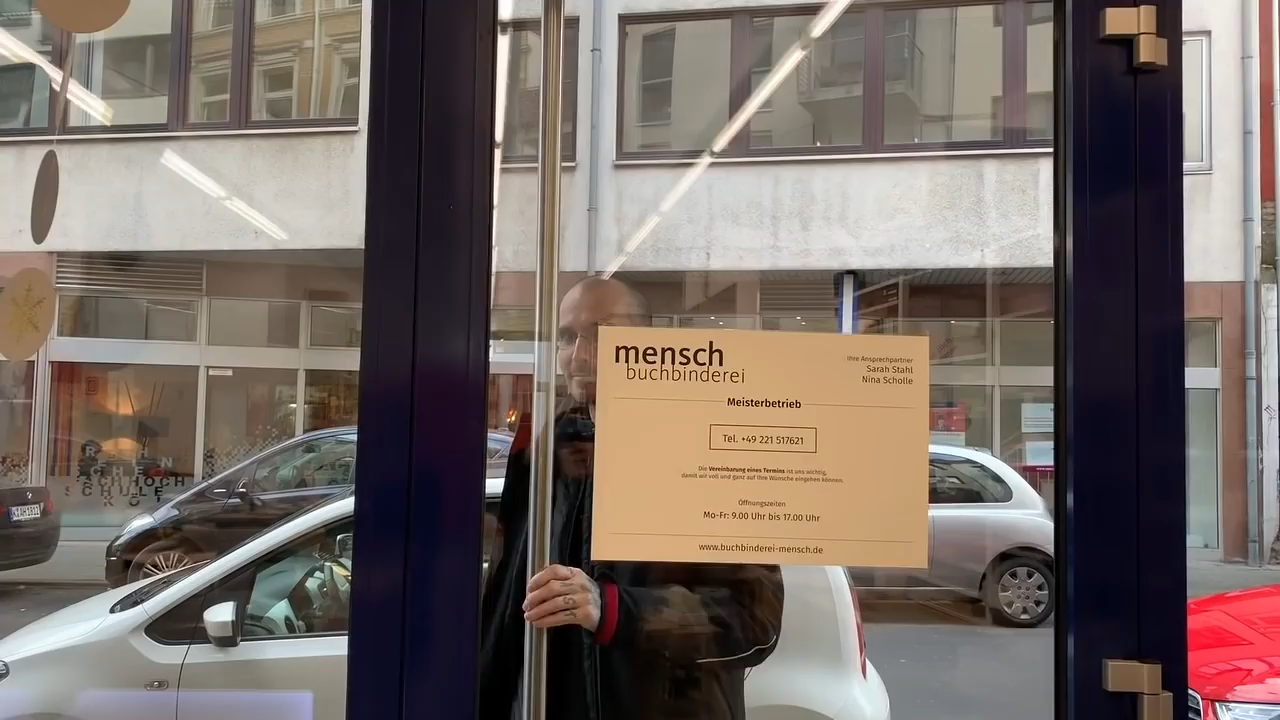 mensch
buchbinderei
Ihre Ansprechpartner
Sarah Stahl
Nina Scholle
Meisterbetrieb
Tel. +49 221 517621
Die Vereinbarung eines Termins ist uns wichtig,
damit wir voll und ganz auf Ihre Wünsche eingehen können.
Öffnungszeiten
Mo-Fr: 9.00 Uhr bis 17.00 Uhr
www.buchbinderei-mensch.de
SCHULE